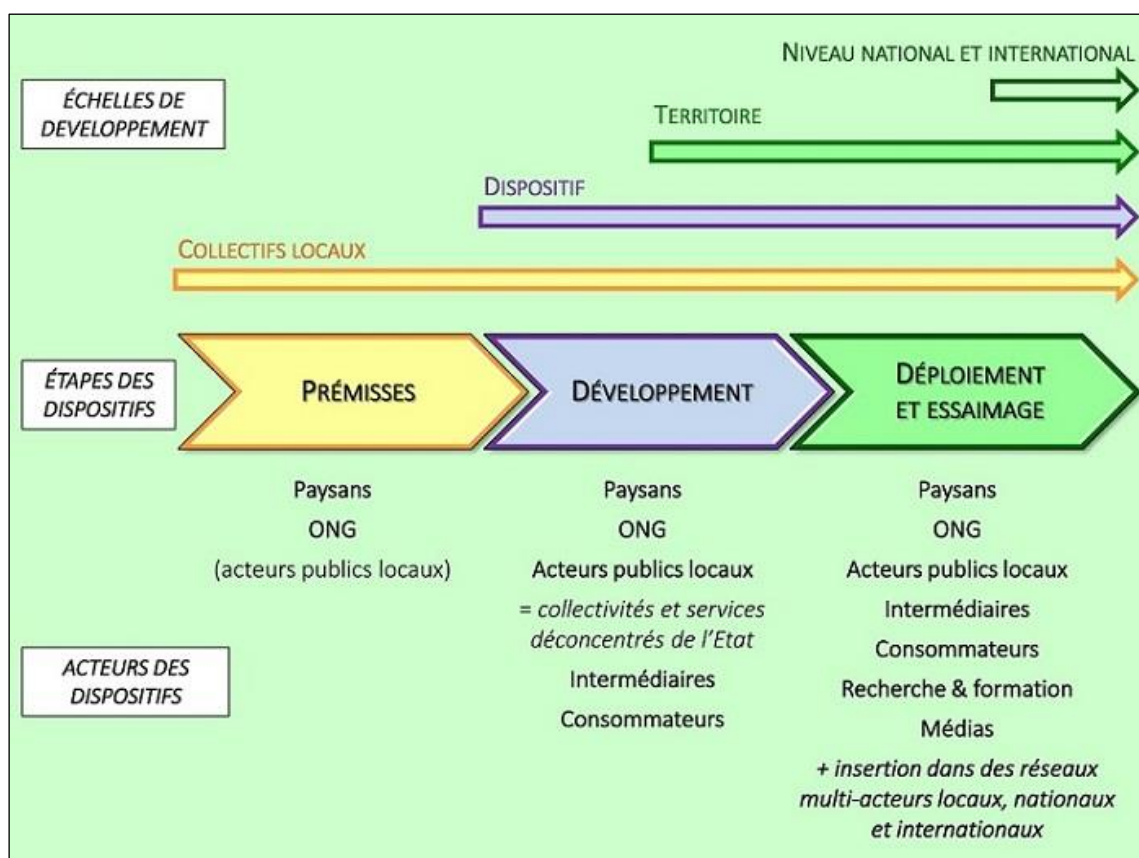 NIVEAU NATIONAL ET INTERNATIONAL
ÉCHELLES DE
DEVELOPPEMENT
TERRITOIRE
DISPOSITIF
COLLECTIFS LOCAUX
ÉTAPES DES
DISPOSITIFS
PRÉMISSES
DÉVELOPPEMENT
DÉPLOIEMENT
ET ESSAIMAGE
ACTEURS DES
DISPOSITIFS
Paysans
ONG
(acteurs publics locaux)
Paysans
ONG
Acteurs publics locaux
= collectivités et services
déconcentrés de l'Etat
Intermédiaires
Consommateurs
Paysans
ONG
Acteurs publics locaux
Intermédiaires
Consommateurs
Recherche & formation
Médias
+ insertion dans des réseaux
multi-acteurs locaux, nationaux
et internationaux